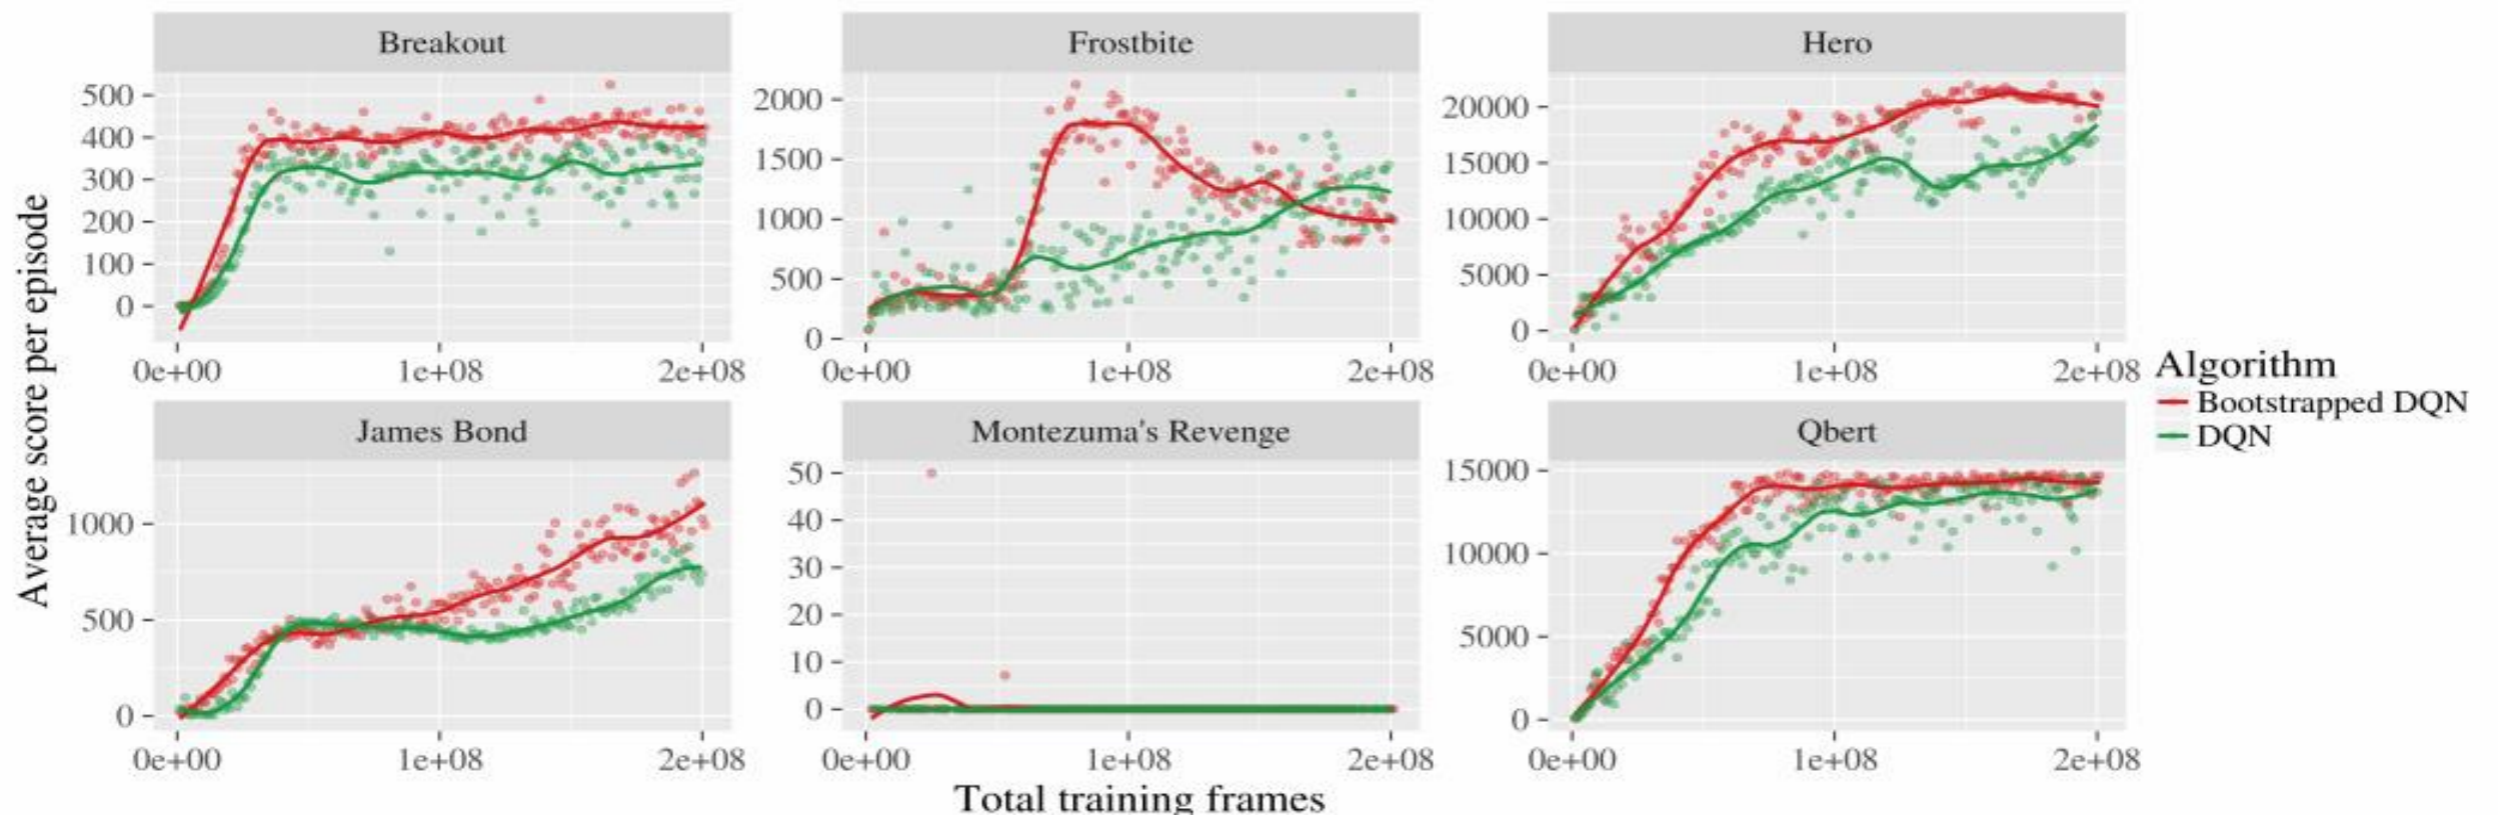 Breakout
Frostbite
Hero
500
400
300
200
100
0
2000
1500
1000
500
0
20000
15000
10000
5000
0
0e+00 1e+08 2e+08
0e+00 1e+08 2e+08
0e+00 1e+08 2e+08
Average score per episode
James Bond
Montezuma's Revenge
Qbert
1000
500
0
50
40
30
20
10
0
15000
10000
5000
0
0e+00 1e+08 2e+08
0e+00 1e+08 2e+08
0e+00 1e+08 2e+08
Total training frames
Algorithm
Bootstrapped DQN
DQN